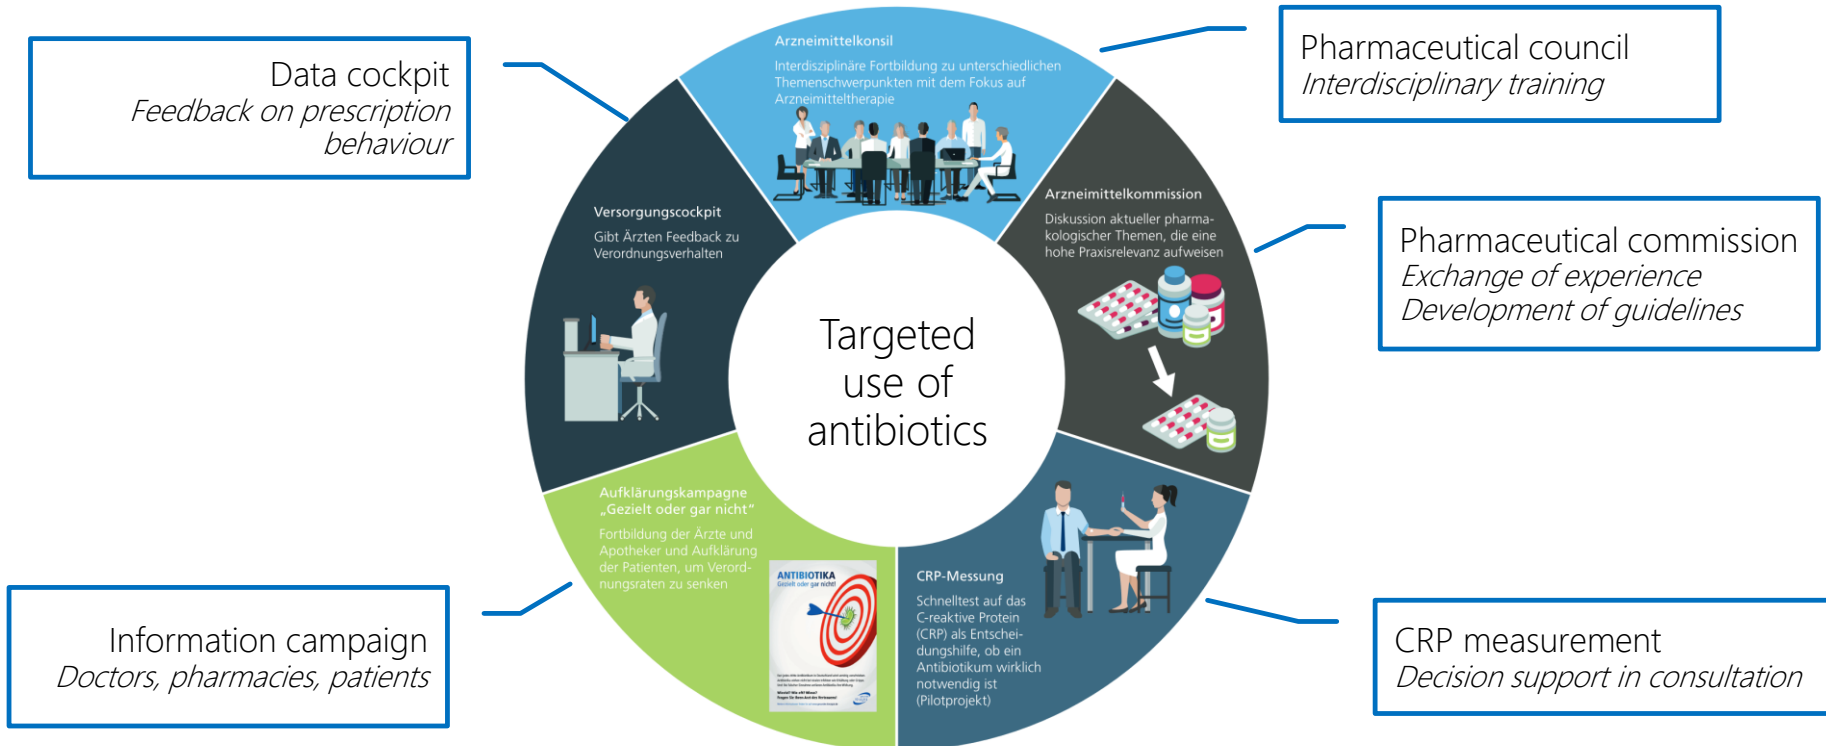 Data cockpit
Feedback on prescription
behaviour
Arzneimittelkonsil
Interdisziplinäre Fortbildung zu unterschiedlichen
Themenschwerpunkten mit dem Fokus auf
Arzneimitteltherapie
Pharmaceutical council
Interdisciplinary training
Versorgungscockpit
Gibt Ärzten Feedback zu
Verordnungsverhalten
Arzneimittelkommission
Diskussion aktueller pharma-
kologischer Themen, die eine
hohe Praxisrelevanz aufweisen
Pharmaceutical commission
Exchange of experience
Development of guidelines
Targeted
use of
antibiotics
Aufklärungskampagne
„Gezielt oder gar nicht“
Fortbildung der Ärzte und
Apotheker und Aufklärung
der Patienten, um Verord-
nungsraten zu senken
ANTIBIOTIKA
Gezielt oder gar nicht!
CRP-Messung
Schnelltest auf das
C-reaktive Protein
(CRP) als Entschei-
dungshilfe, ob ein
Antibiotikum wirklich
notwendig ist
(Pilotprojekt)
Information campaign
Doctors, pharmacies, patients
CRP measurement
Decision support in consultation